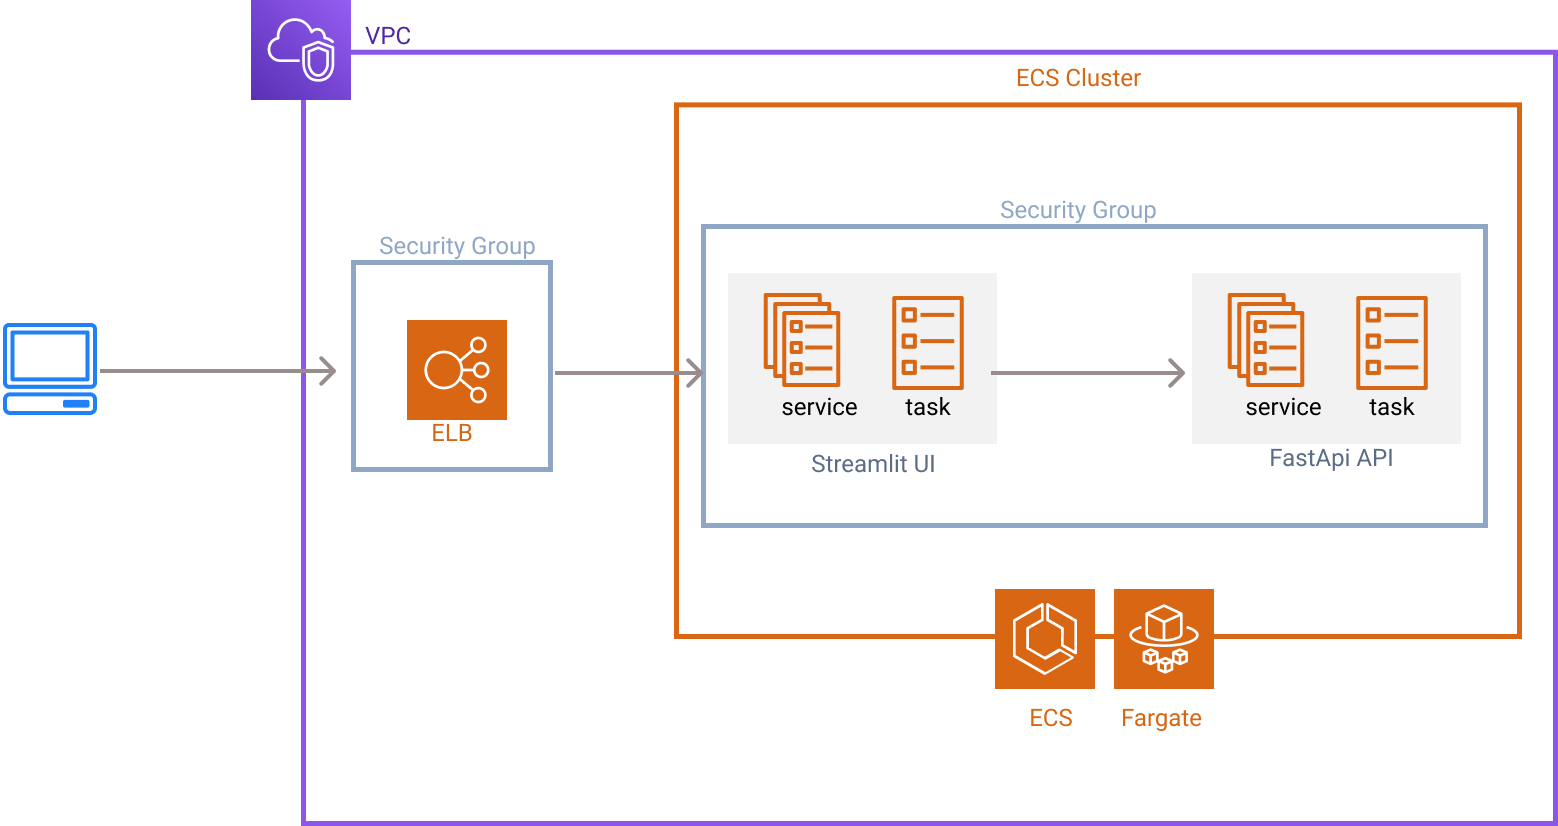 VPC
ECS Cluster
Security Group
Security Group
ELB
service
task
service
task
Streamlit UI
FastApi API
ECS
Fargate